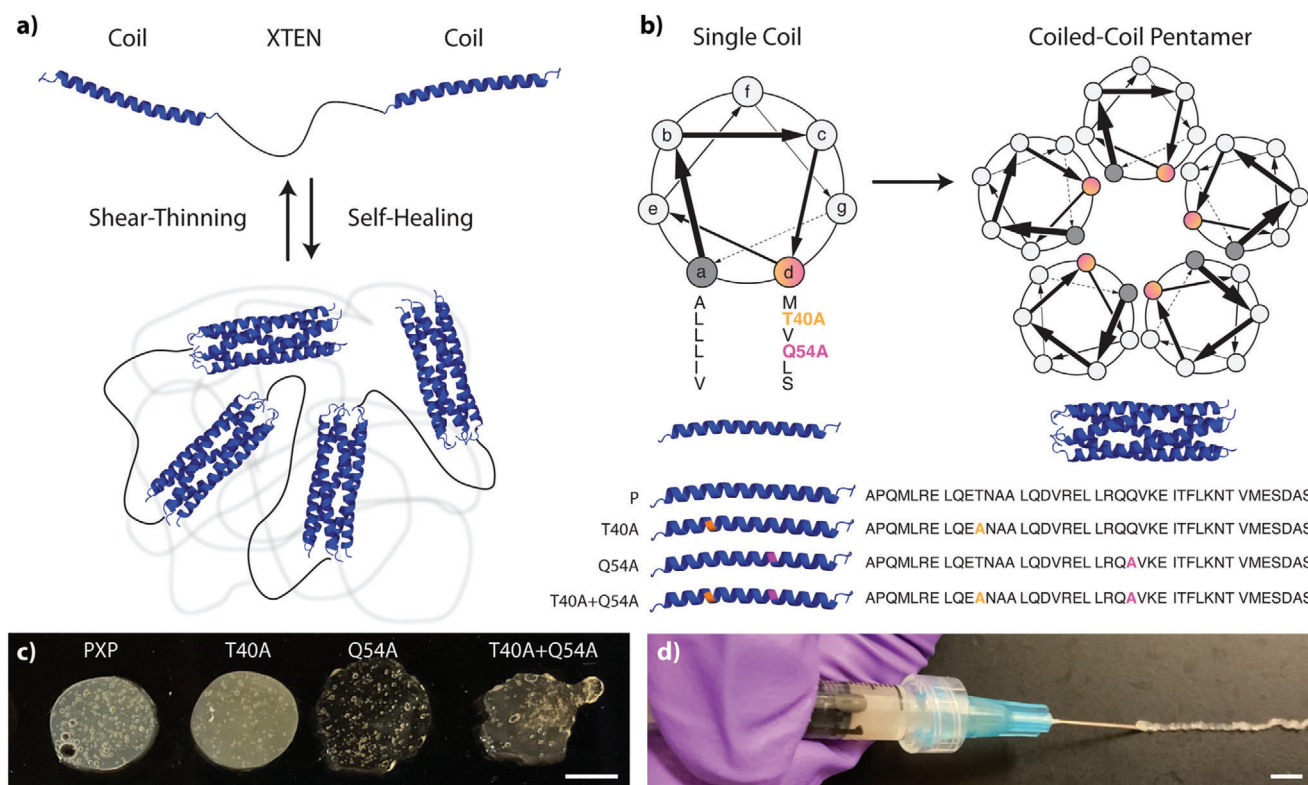 a)
Coil XTEN Coil
Shear-Thinning Self-Healing
b)
Single Coil Coiled-Coil Pentamer
f
b c
e g
a d
A M
L T40A
L V
L Q54A
I L
V S
P APQMLRE LQETNAA LQDVREL LRQQVKE ITFLKNT VMESDAS
T40A APQMLRE LQEANAA LQDVREL LRQQVKE ITFLKNT VMESDAS
Q54A APQMLRE LQETNAA LQDVREL LRQAVKE ITFLKNT VMESDAS
T40A+Q54A APQMLRE LQEANAA LQDVREL LRQAVKE ITFLKNT VMESDAS
c) PXP T40A Q54A T40A+Q54A
d)